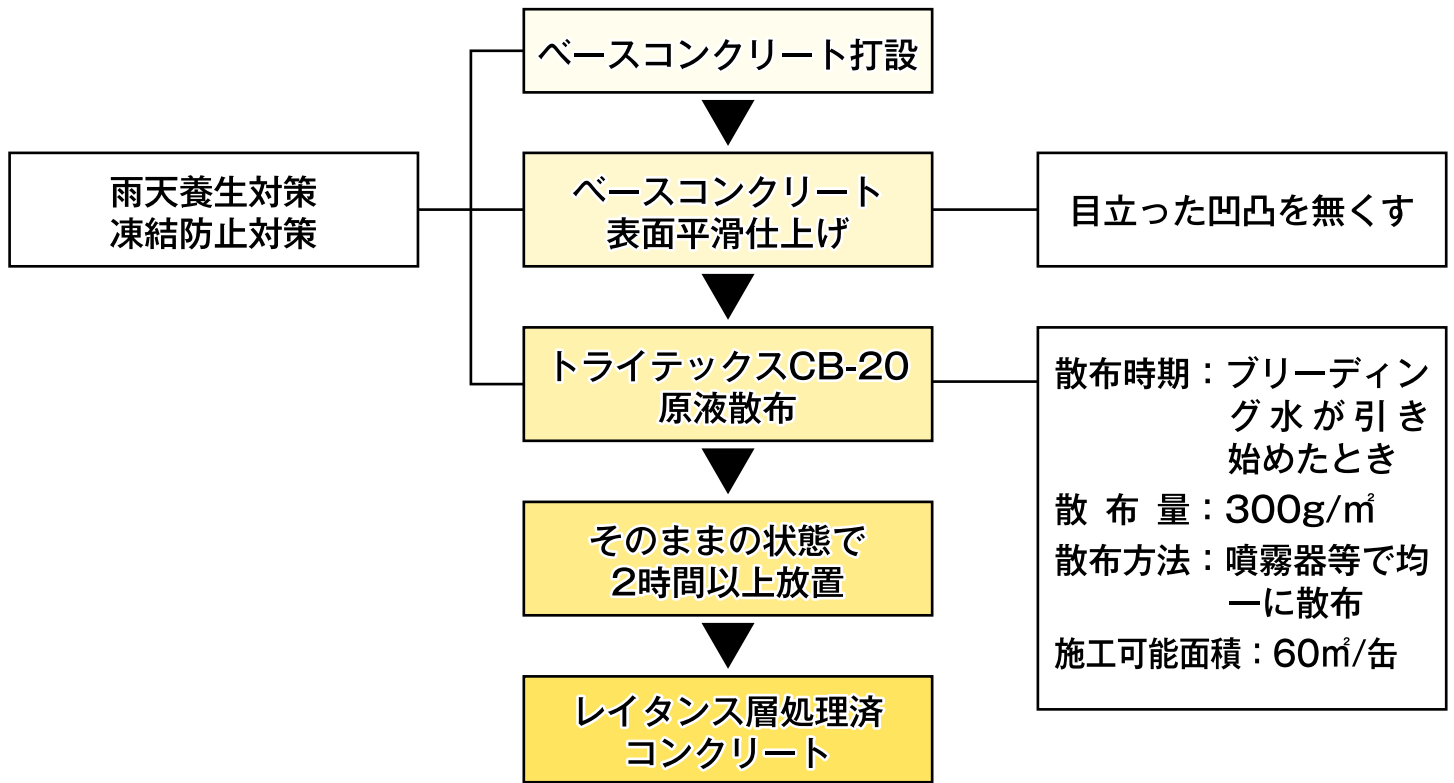 ベースコンクリート打設
雨天養生対策
凍結防止対策
ベースコンクリート
表面平滑仕上げ
目立った凹凸を無くす
トライテックスCB-20
原液散布
散布時期：ブリーディン
グ水が引き
始めたとき
散布量：300g/㎡
散布方法：噴霧器等で均
一に散布
施工可能面積：60㎡/缶
そのままの状態で
2時間以上放置
レイタンス層処理済
コンクリート